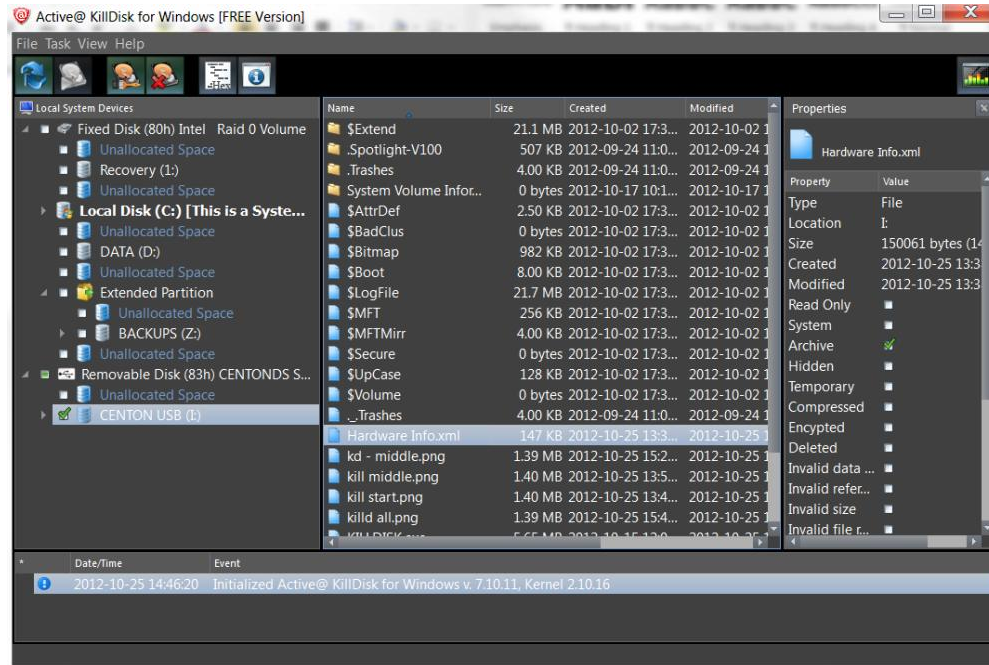 Active@ KillDisk for Windows [FREE Version]
File Task View Help
Local System Devices
Fixed Disk (80h) Intel Raid 0 Volume
Unallocated Space
Recovery (1:)
Unallocated Space
Local Disk (C:) [This is a Syste...
Unallocated Space
DATA (D:)
Unallocated Space
Extended Partition
Unallocated Space
BACKUPS (Z:)
Unallocated Space
Removable Disk (83h) CENTONDS S...
Unallocated Space
CENTON USB (I:)
Name Size Created Modified
$Extend 21.1 MB 2012-10-02 17:3... 2012-10-02 1
.Spotlight-V100 507 KB 2012-09-24 11:0... 2012-09-24 1
.Trashes 4.00 KB 2012-09-24 11:0... 2012-09-24 1
System Volume Infor... 0 bytes 2012-10-17 10:1... 2012-10-17 1
$AttrDef 2.50 KB 2012-10-02 17:3... 2012-10-02 1
$BadClus 0 bytes 2012-10-02 17:3... 2012-10-02 1
$Bitmap 982 KB 2012-10-02 17:3... 2012-10-02 1
$Boot 8.00 KB 2012-10-02 17:3... 2012-10-02 1
$LogFile 21.7 MB 2012-10-02 17:3... 2012-10-02 1
$MFT 256 KB 2012-10-02 17:3... 2012-10-02 1
$MFTMirr 4.00 KB 2012-10-02 17:3... 2012-10-02 1
$Secure 0 bytes 2012-10-02 17:3... 2012-10-02 1
$UpCase 128 KB 2012-10-02 17:3... 2012-10-02 1
$Volume 0 bytes 2012-10-02 17:3... 2012-10-02 1
._.Trashes 4.00 KB 2012-09-24 11:0... 2012-09-24 1
Hardware Info.xml 147 KB 2012-10-25 13:3... 2012-10-25 1
kd - middle.png 1.39 MB 2012-10-25 15:2... 2012-10-25 1
kill middle.png 1.40 MB 2012-10-25 13:5... 2012-10-25 1
kill start.png 1.40 MB 2012-10-25 13:4... 2012-10-25 1
killd all.png 1.39 MB 2012-10-25 15:4... 2012-10-25 1
Properties
Hardware Info.xml
Property Value
Type File
Location I:
Size 150061 bytes (14
Created 2012-10-25 13:3
Modified 2012-10-25 13:3
Read Only
System
Archive
Hidden
Temporary
Compressed
Encypted
Deleted
Invalid data ...
Invalid refer...
Invalid size
Invalid file r...
* Date/Time Event
2012-10-25 14:46:20 Initialized Active@ KillDisk for Windows v. 7.10.11, Kernel 2.10.16